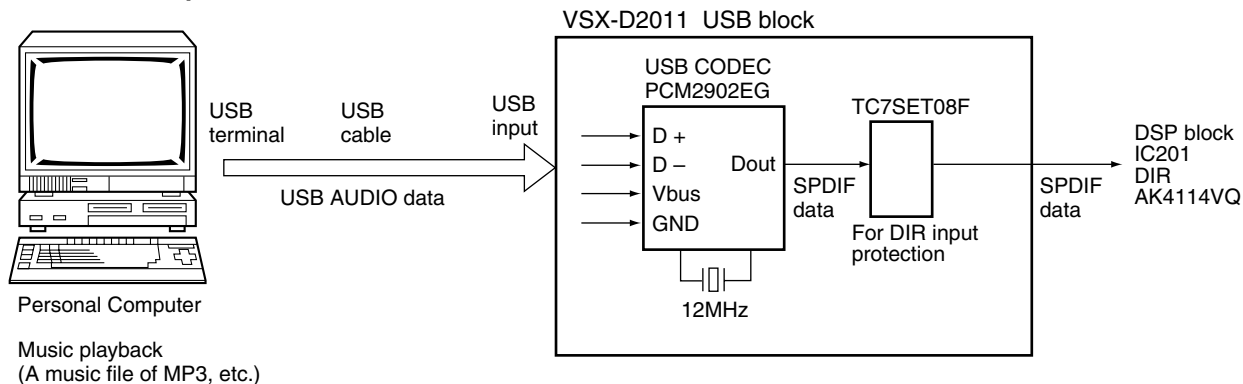 VSX-D2011 USB block
USB CODEC
PCM2902EG
TC7SET08F
USB
terminal
USB
cable
USB
input
USB AUDIO data
D +
D –
Vbus
GND
Dout
SPDIF
data
SPDIF
data
DSP block
IC201
DIR
AK4114VQ
For DIR input
protection
12MHz
Personal Computer
Music playback
(A music file of MP3, etc.)